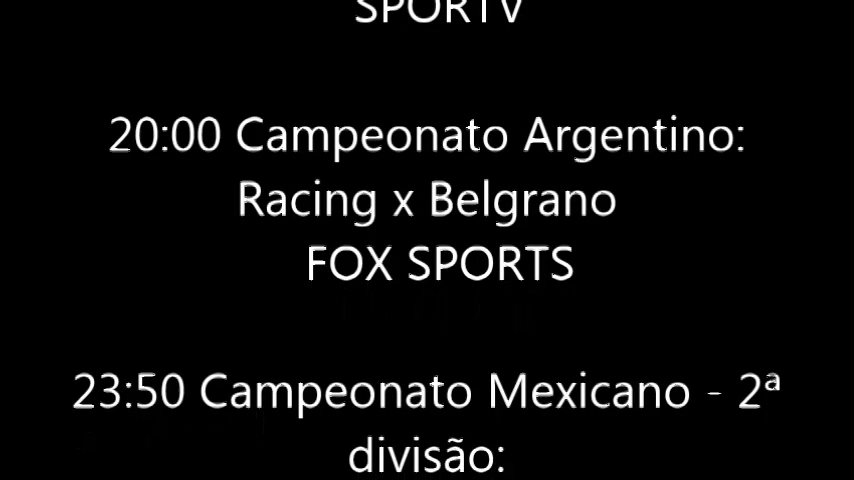 SPORTV
20:00 Campeonato Argentino:
Racing x Belgrano
FOX SPORTS
23:50 Campeonato Mexicano - 2ª
divisão: